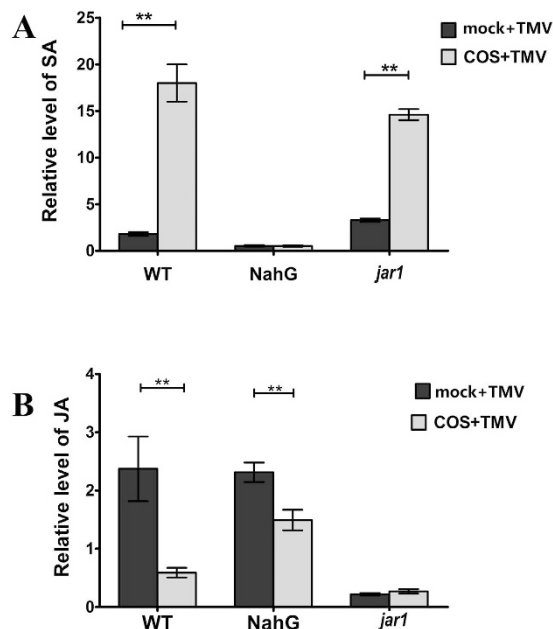 A
Relative level of SA
25
20
15
10
5
0
**
**
mock+TMV
COS+TMV
WT NahG jar1
B
Relative level of JA
4
3
2
1
0
**
**
mock+TMV
COS+TMV
WT NahG jar1